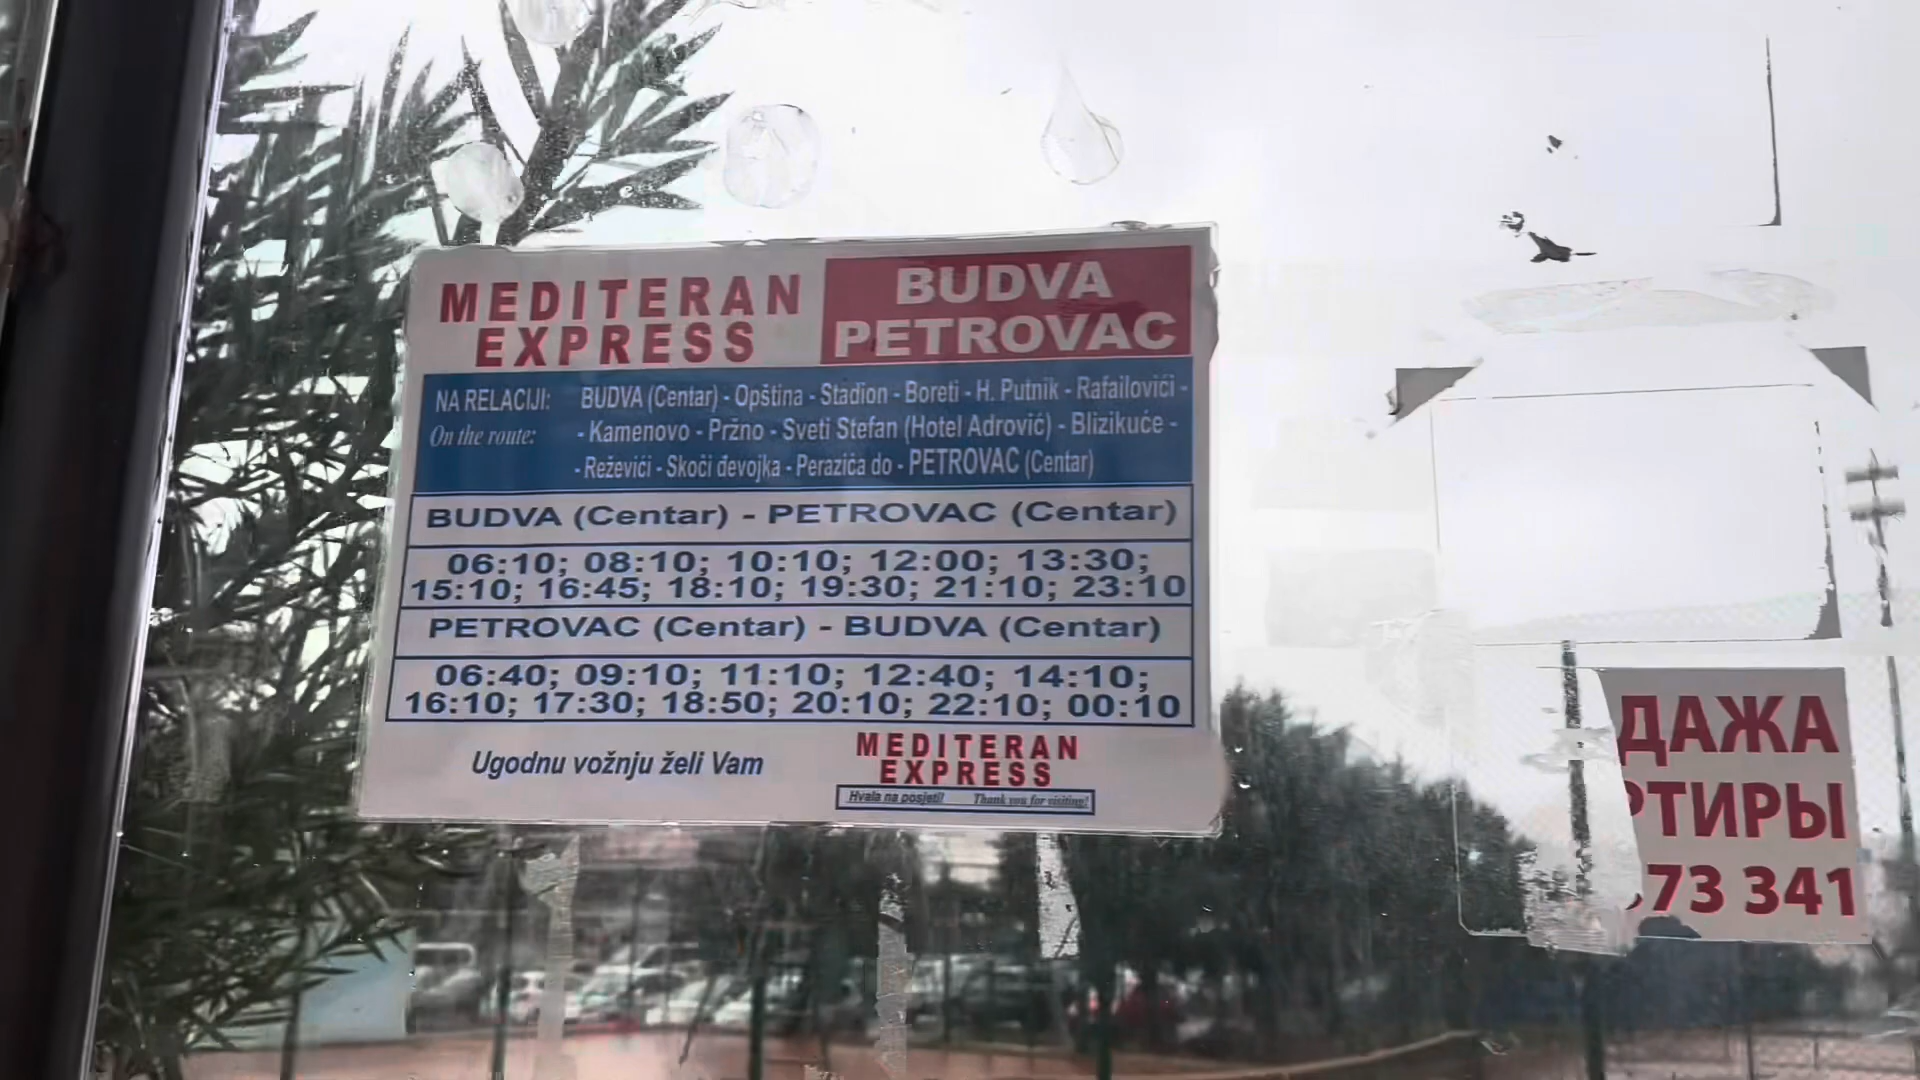 MEDITERAN
EXPRESS
BUDVA
PETROVAC
NA RELACIJI: BUDVA (Centar) - Opština - Stadion - Boreti - H. Putnik - Rafailovići -
On the route: - Kamenovo - Pržno - Sveti Stefan (Hotel Adrović) - Blizikuće -
- Reževići - Skoči đevojka - Perazića do - PETROVAC (Centar)
BUDVA (Centar) - PETROVAC (Centar)
06:10; 08:10; 10:10; 12:00; 13:30;
15:10; 16:45; 18:10; 19:30; 21:10; 23:10
PETROVAC (Centar) - BUDVA (Centar)
06:40; 09:10; 11:10; 12:40; 14:10;
16:10; 17:30; 18:50; 20:10; 22:10; 00:10
Ugodnu vožnju želi Vam
MEDITERAN
EXPRESS
Hvala na posjeti! Thank you for visiting!
ДАЖА
РТИРЫ
73 341